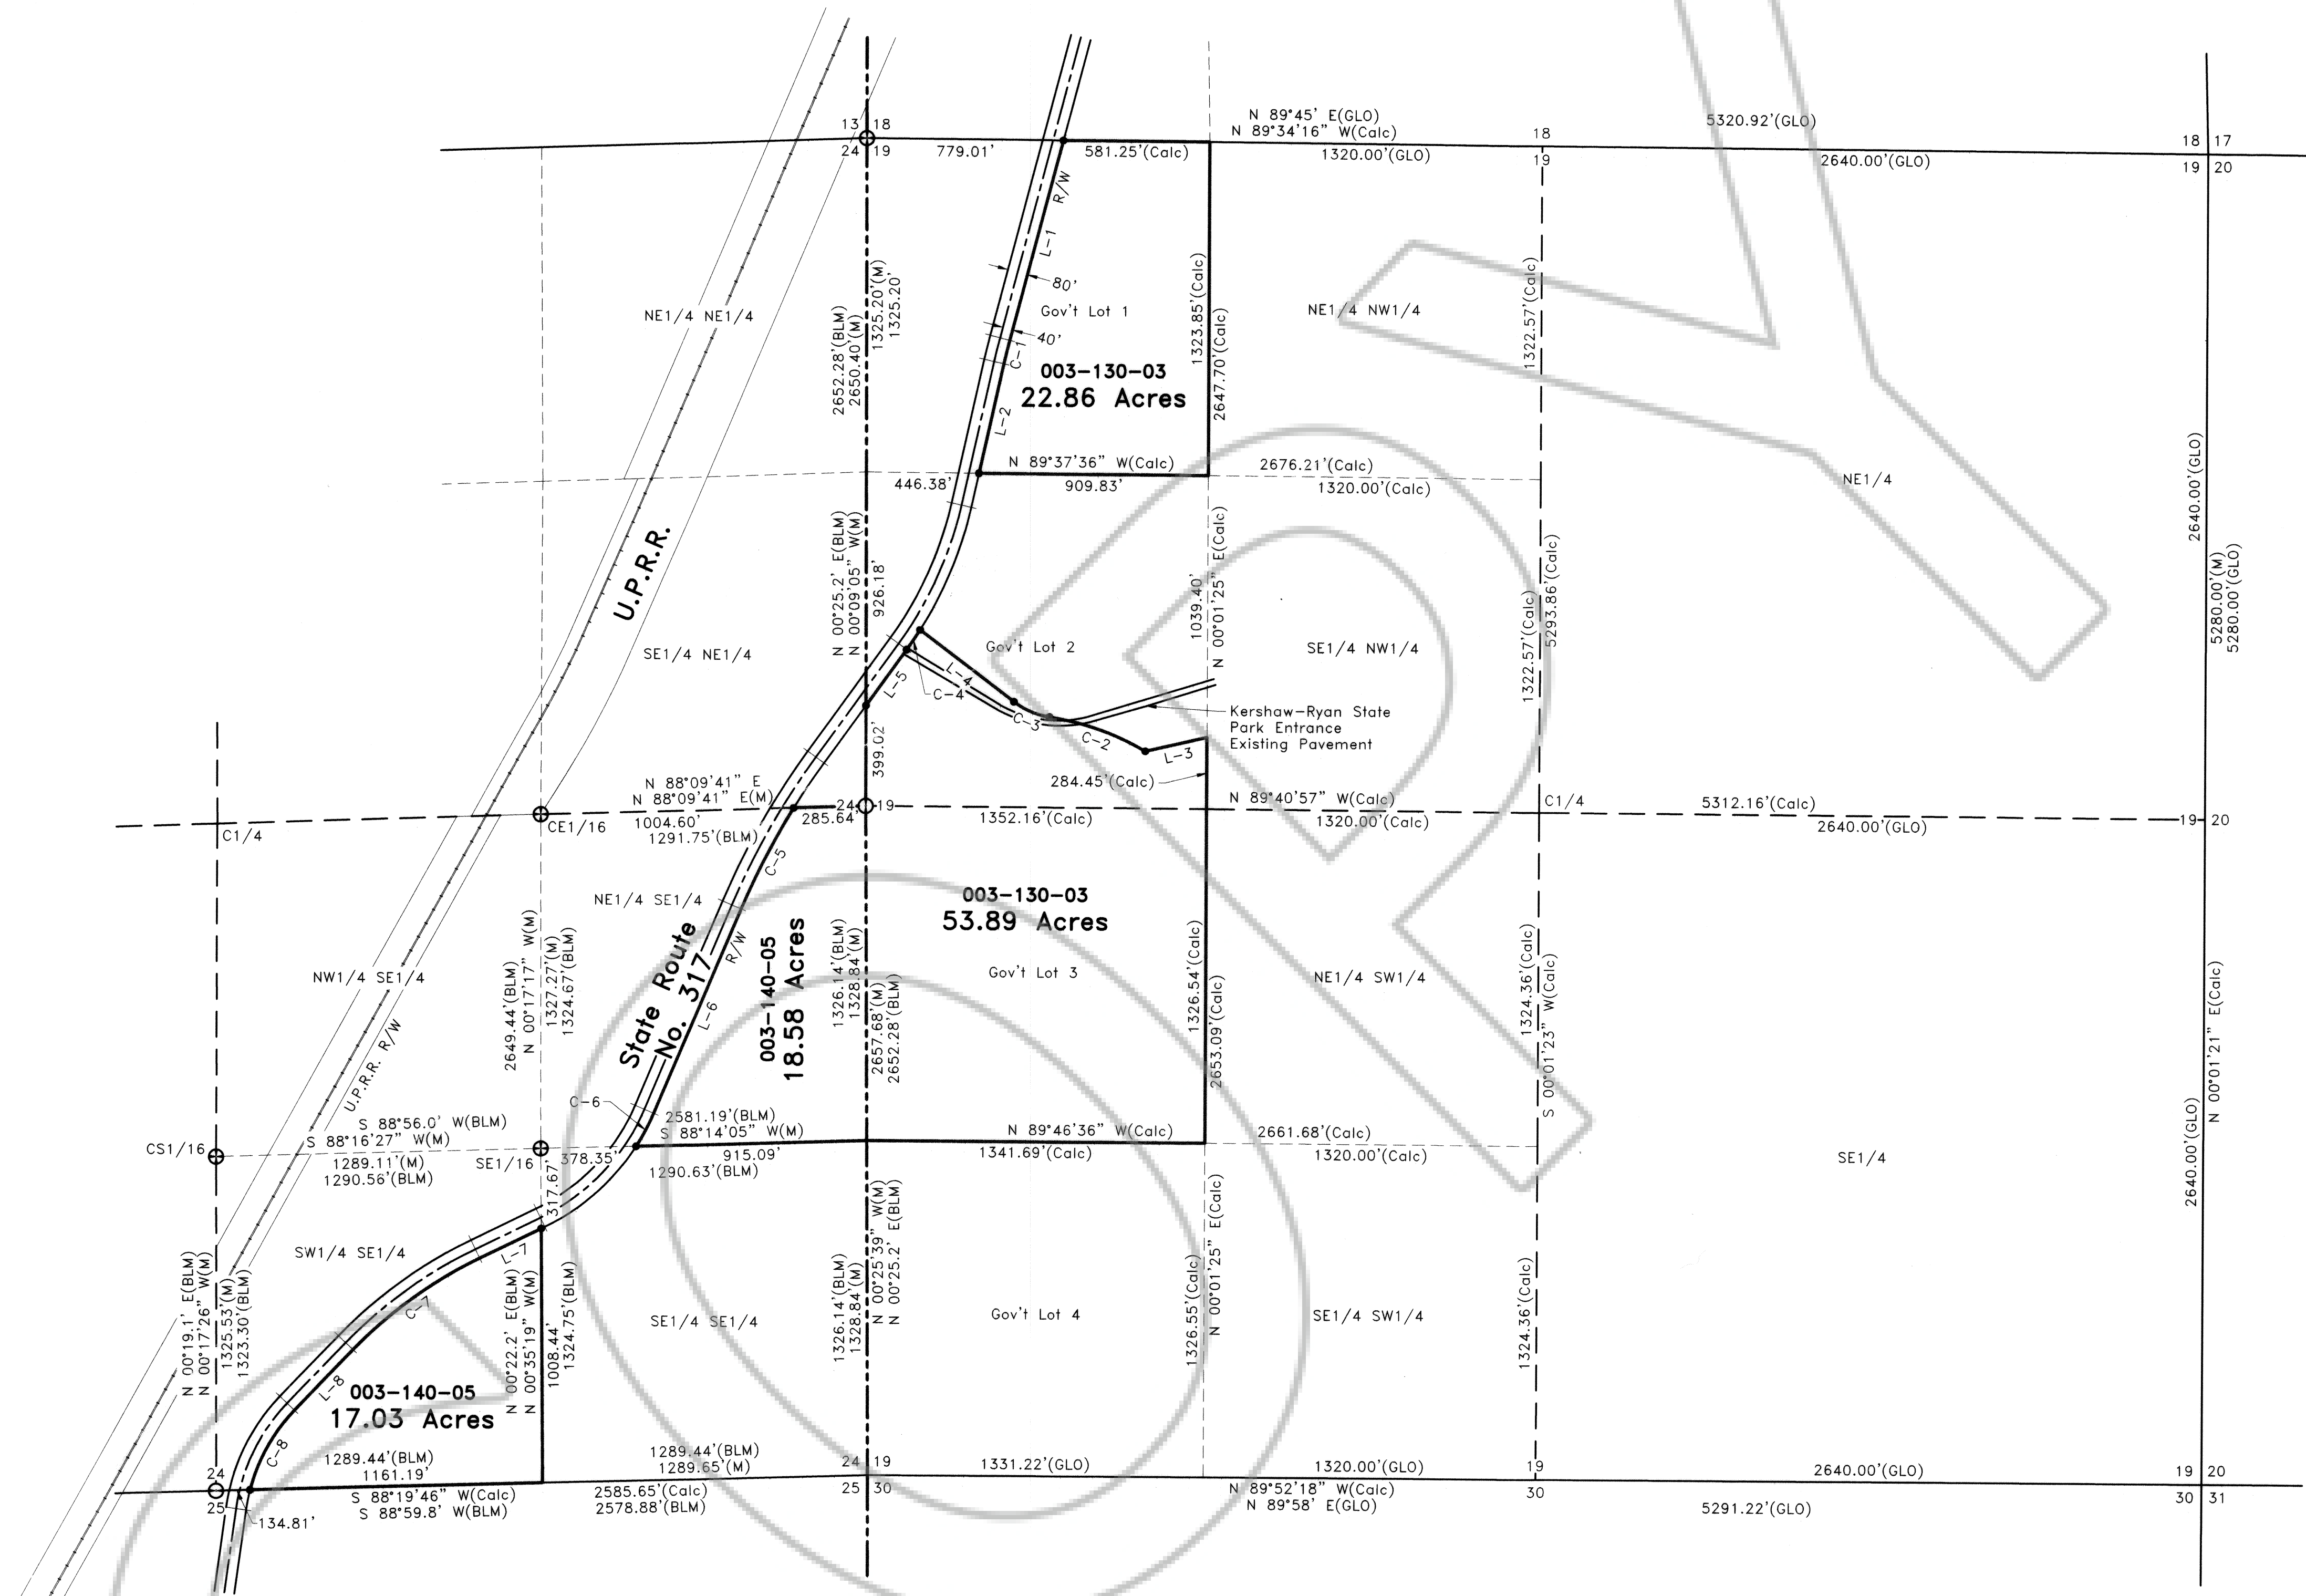 N 89°45' E(GLO)
N 89°34'16" W(Calc)
5320.92'(GLO)
13 18
24 19
779.01'
581.25'(Calc)
1320.00'(GLO)
18
19
2640.00'(GLO)
18 17
19 20
R/W
L-1
80'
Gov't Lot 1
40'
C-1
003-130-03
22.86 Acres
L-2
NE1/4 NE1/4
2652.28'(BLM)
2650.40'(M)
1325.20'(M)
1325.20'
1323.85'(Calc)
2647.70'(Calc)
NE1/4 NW1/4
1322.57'(Calc)
N 89°37'36" W(Calc)
446.38'
909.83'
2676.21'(Calc)
1320.00'(Calc)
NE1/4
2640.00'(GLO)
U.P.R.R.
N 00°25.2' E(BLM)
N 00°09'05" W(M)
926.18'
1039.40'
N 00°01'25" E(Calc)
1322.57'(Calc)
5293.86'(Calc)
5280.00'(M)
5280.00'(GLO)
SE1/4 NE1/4
Gov't Lot 2
SE1/4 NW1/4
L-4
L-5
C-4
C-3
C-2
L-3
Kershaw-Ryan State
Park Entrance
Existing Pavement
399.02'
284.45'(Calc)
N 88°09'41" E
N 88°09'41" E(M)
24 19
C1/4
CE1/16
1004.60'
1291.75'(BLM)
285.64'
1352.16'(Calc)
N 89°40'57" W(Calc)
1320.00'(Calc)
C1/4
5312.16'(Calc)
2640.00'(GLO)
19 20
C-5
NE1/4 SE1/4
003-130-03
53.89 Acres
Gov't Lot 3
NE1/4 SW1/4
NW1/4 SE1/4
U.P.R.R. R/W
2649.44'(BLM)
N 00°17'17" W(M)
1327.27'(M)
1324.67'(BLM)
State Route
No. 317
R/W
L-6
003-140-05
18.58 Acres
1326.14'(BLM)
1328.84'(M)
2657.68'(M)
2652.28'(BLM)
1326.54'(Calc)
2653.09'(Calc)
1324.36'(Calc)
S 00°01'23" W(Calc)
N 00°01'21" E(Calc)
C-6
2581.19'(BLM)
S 88°14'05" W(M)
915.09'
1290.63'(BLM)
N 89°46'36" W(Calc)
1341.69'(Calc)
2661.68'(Calc)
1320.00'(Calc)
S 88°56.0' W(BLM)
S 88°16'27" W(M)
CS1/16
1289.11'(M)
1290.56'(BLM)
SE1/16
378.35'
317.67'
SE1/4
2640.00'(GLO)
SW1/4 SE1/4
L-7
C-7
N 00°19.1' E(BLM)
N 00°17'26" W(M)
1325.53'(M)
1323.30'(BLM)
N 00°22.2' E(BLM)
N 00°35'19" W(M)
1008.44'
1324.75'(BLM)
SE1/4 SE1/4
1326.14'(BLM)
1328.84'(M)
N 00°25'39" W(M)
N 00°25.2' E(BLM)
Gov't Lot 4
1326.55'(Calc)
N 00°01'25" E(Calc)
SE1/4 SW1/4
1324.36'(Calc)
L-8
C-8
003-140-05
17.03 Acres
24
25
134.81'
1289.44'(BLM)
1161.19'
S 88°19'46" W(Calc)
S 88°59.8' W(BLM)
1289.44'(BLM)
1289.65'(M)
2585.65'(Calc)
2578.88'(BLM)
24 19
25 30
1331.22'(GLO)
N 89°52'18" W(Calc)
N 89°58' E(GLO)
1320.00'(GLO)
19
30
2640.00'(GLO)
5291.22'(GLO)
19 20
30 31
COPY